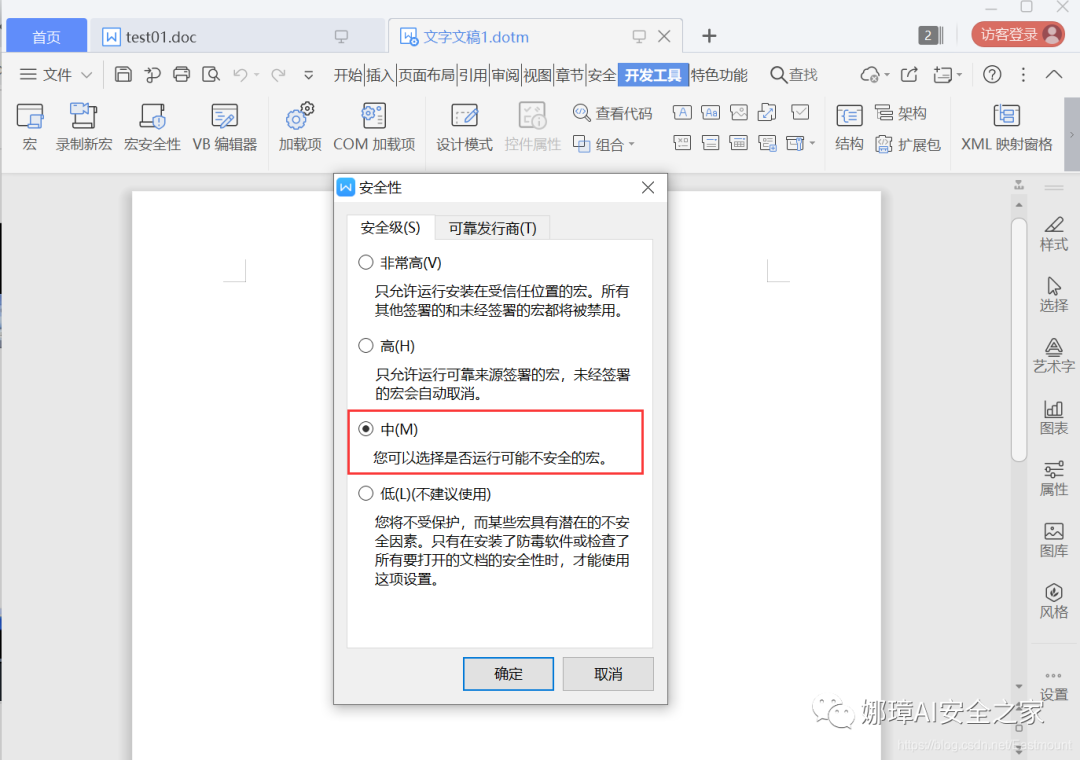 首页
test01.doc
文字文稿1.dotm
2
访客登录
文件
开始 插入 页面布局 引用 审阅 视图 章节 安全 开发工具 特色功能 查找
宏
录制新宏
宏安全性
VB 编辑器
加载项
COM 加载项
设计模式
控件属性
查看代码
组合
结构
架构
扩展包
XML 映射窗格
安全性
安全级(S)
可靠发行商(T)
非常高(V)
只允许运行安装在受信任位置的宏。所有
其他签署的和未经签署的宏都将被禁用。
高(H)
只允许运行可靠来源签署的宏，未经签署
的宏会自动取消。
中(M)
您可以选择是否运行可能不安全的宏。
低(L)(不建议使用)
您将不受保护，而某些宏具有潜在的不安
全因素。只有在安装了防毒软件或检查了
所有要打开的文档的安全性时，才能使用
这项设置。
确定
取消
样式
选择
艺术字
图表
属性
图库
风格
设置
娜璋AI安全之家
https://blog.csdn.net/Eastmount